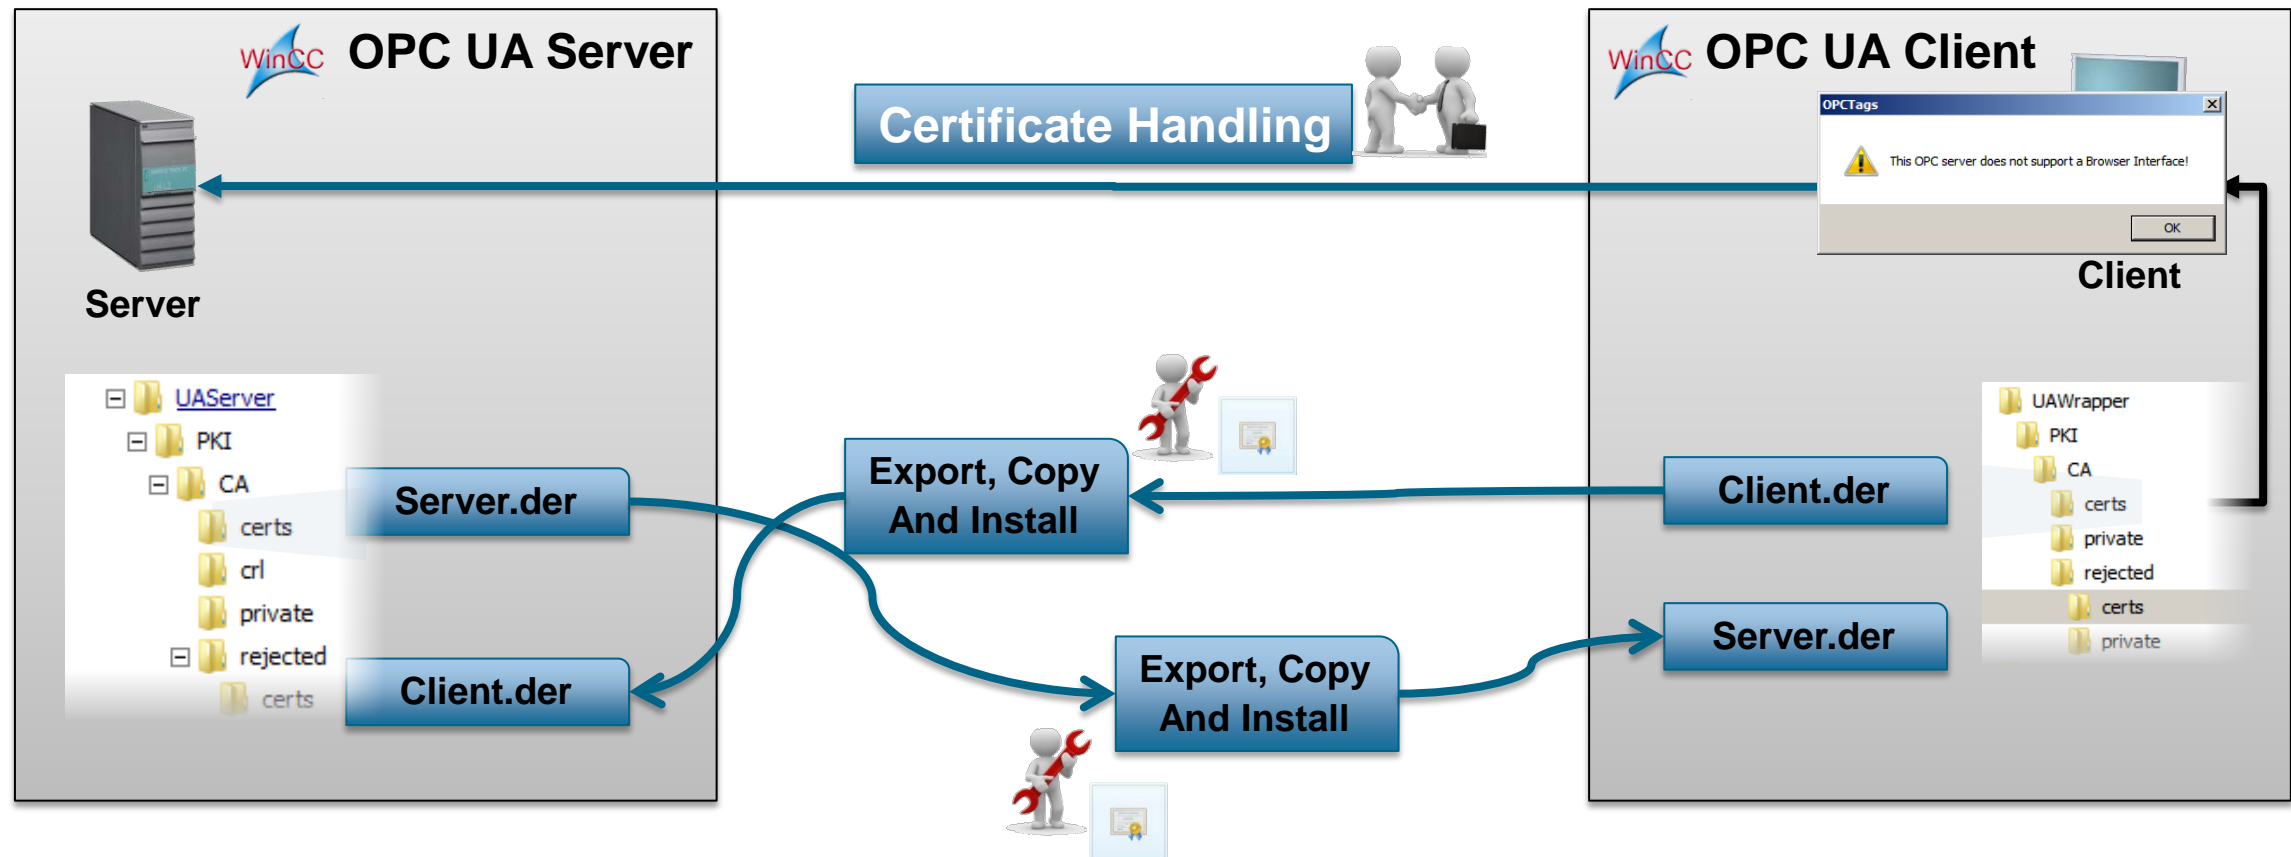 WinCC OPC UA Server
WinCC OPC UA Client
Certificate Handling
OPCTags
This OPC server does not support a Browser Interface!
OK
Server
Client
UAServer
PKI
CA
certs
crl
private
rejected
certs
Server.der
Client.der
Export, Copy
And Install
Export, Copy
And Install
Client.der
Server.der
UAWrapper
PKI
CA
certs
private
rejected
certs
private